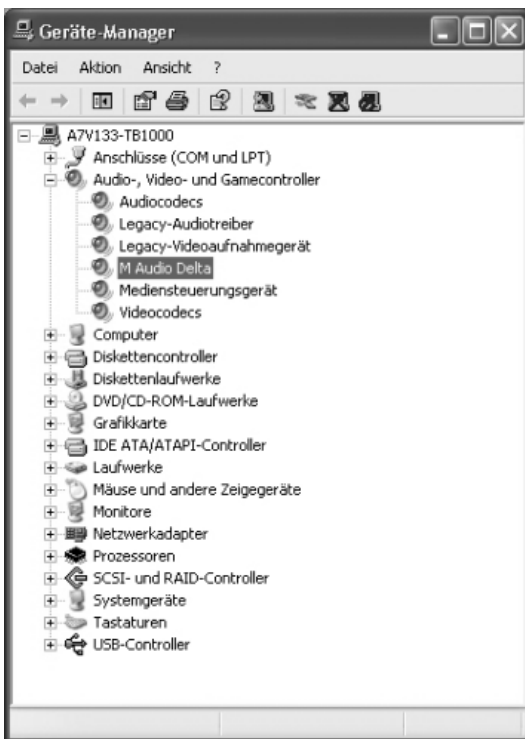 Geräte-Manager
Datei Aktion Ansicht ?
A7V133-TB1000
Anschlüsse (COM und LPT)
Audio-, Video- und Gamecontroller
Audiocodecs
Legacy-Audiotreiber
Legacy-Videoaufnahmegerät
M Audio Delta
Mediensteuerungsgerät
Videocodecs
Computer
Diskettencontroller
Diskettenlaufwerke
DVD/CD-ROM-Laufwerke
Grafikkarte
IDE ATA/ATAPI-Controller
Laufwerke
Mäuse und andere Zeigegeräte
Monitore
Netzwerkadapter
Prozessoren
SCSI- und RAID-Controller
Systemgeräte
Tastaturen
USB-Controller